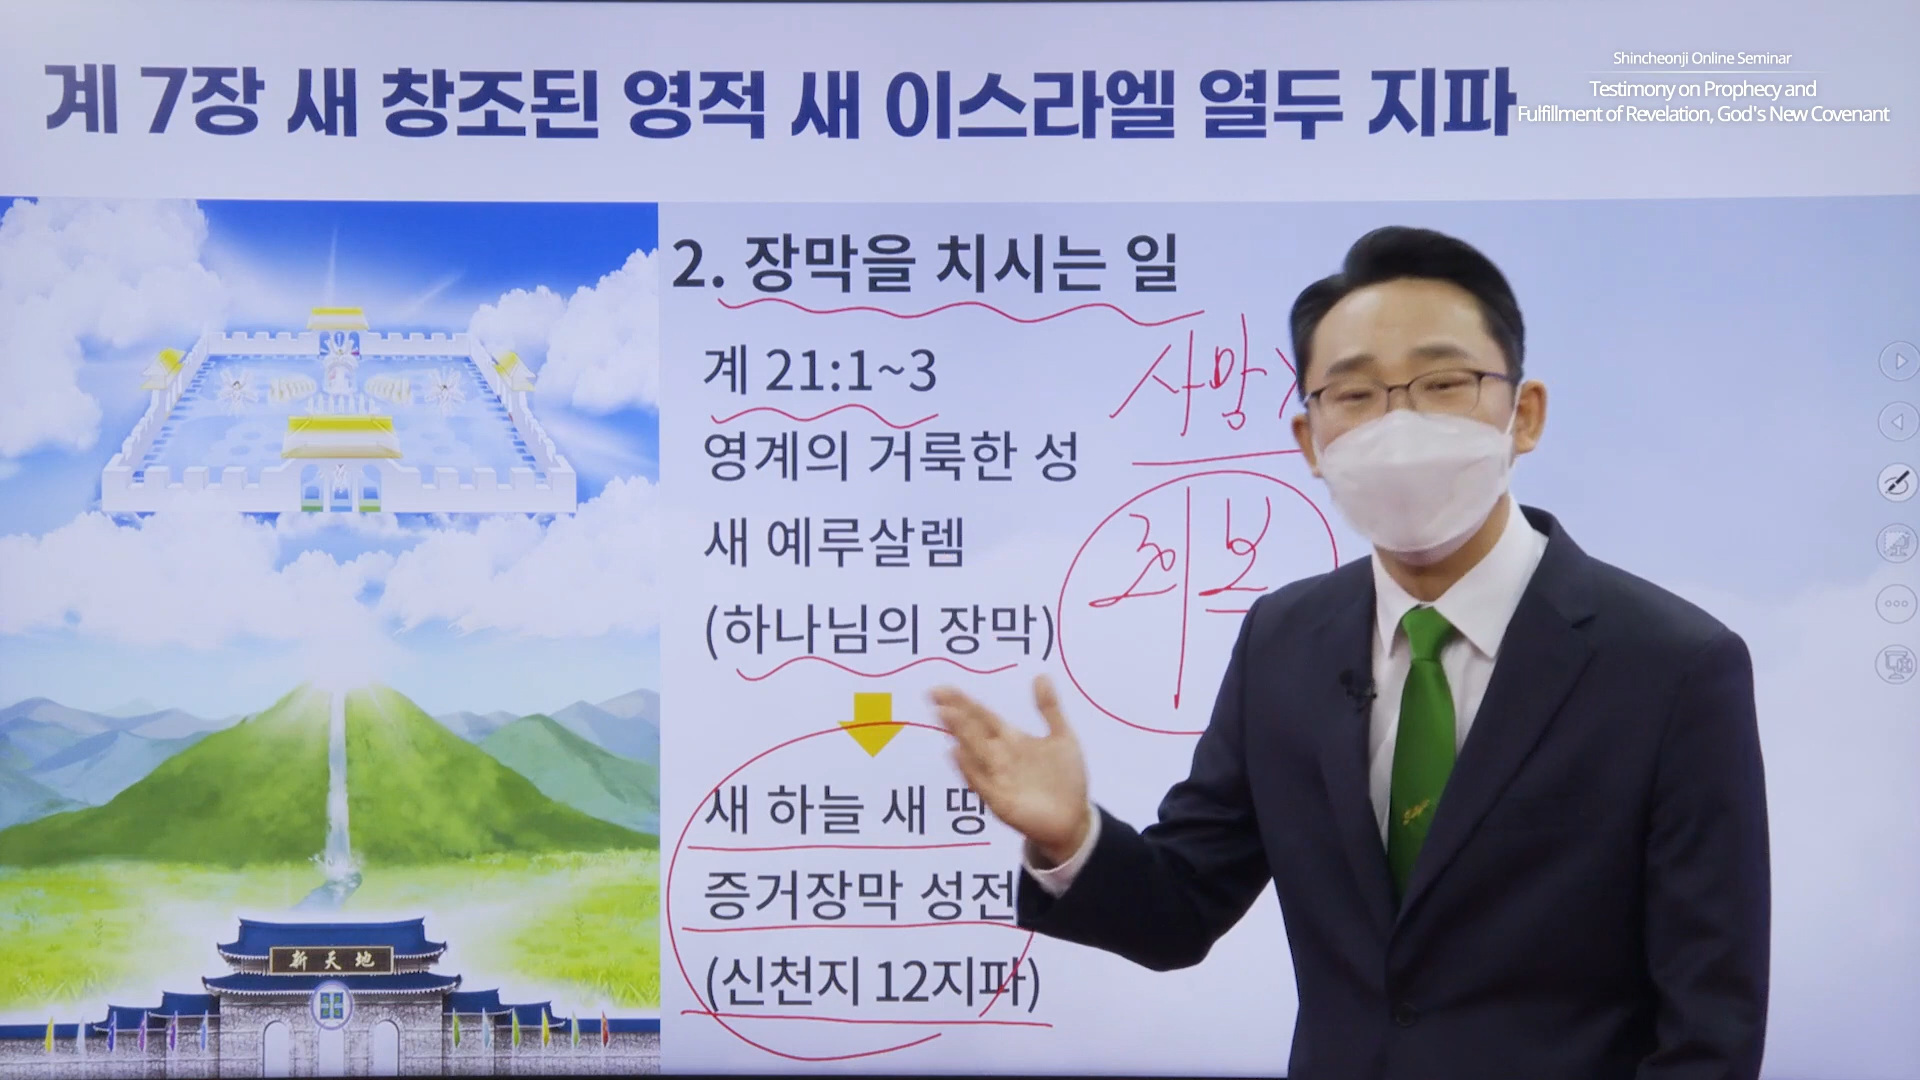 Shincheonji Online Seminar
Testimony on Prophecy and
Fulfillment of Revelation, God's New Covenant
계 7장 새 창조된 영적 새 이스라엘 열두 지파
2. 장막을 치시는 일
계 21:1~3
사망
영계의 거룩한 성
새 예루살렘
(하나님의 장막)
새 하늘 새 땅
증거장막 성전
(신천지 12지파)
新天地